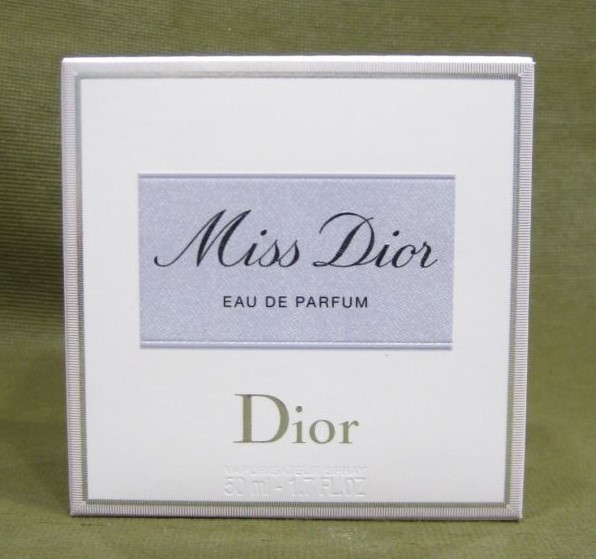 Miss Dior
EAU DE PARFUM
Dior
VAPORISATEUR SPRAY
50 ml - 1.7 FL.OZ